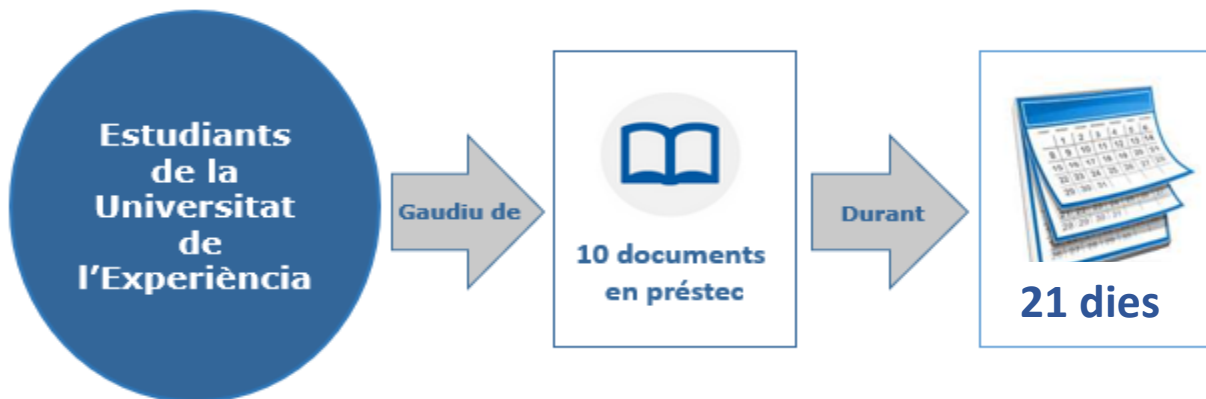 Estudiants
de la
Universitat
de
l’Experiència
Gaudiu de
10 documents
en préstec
Durant
21 dies